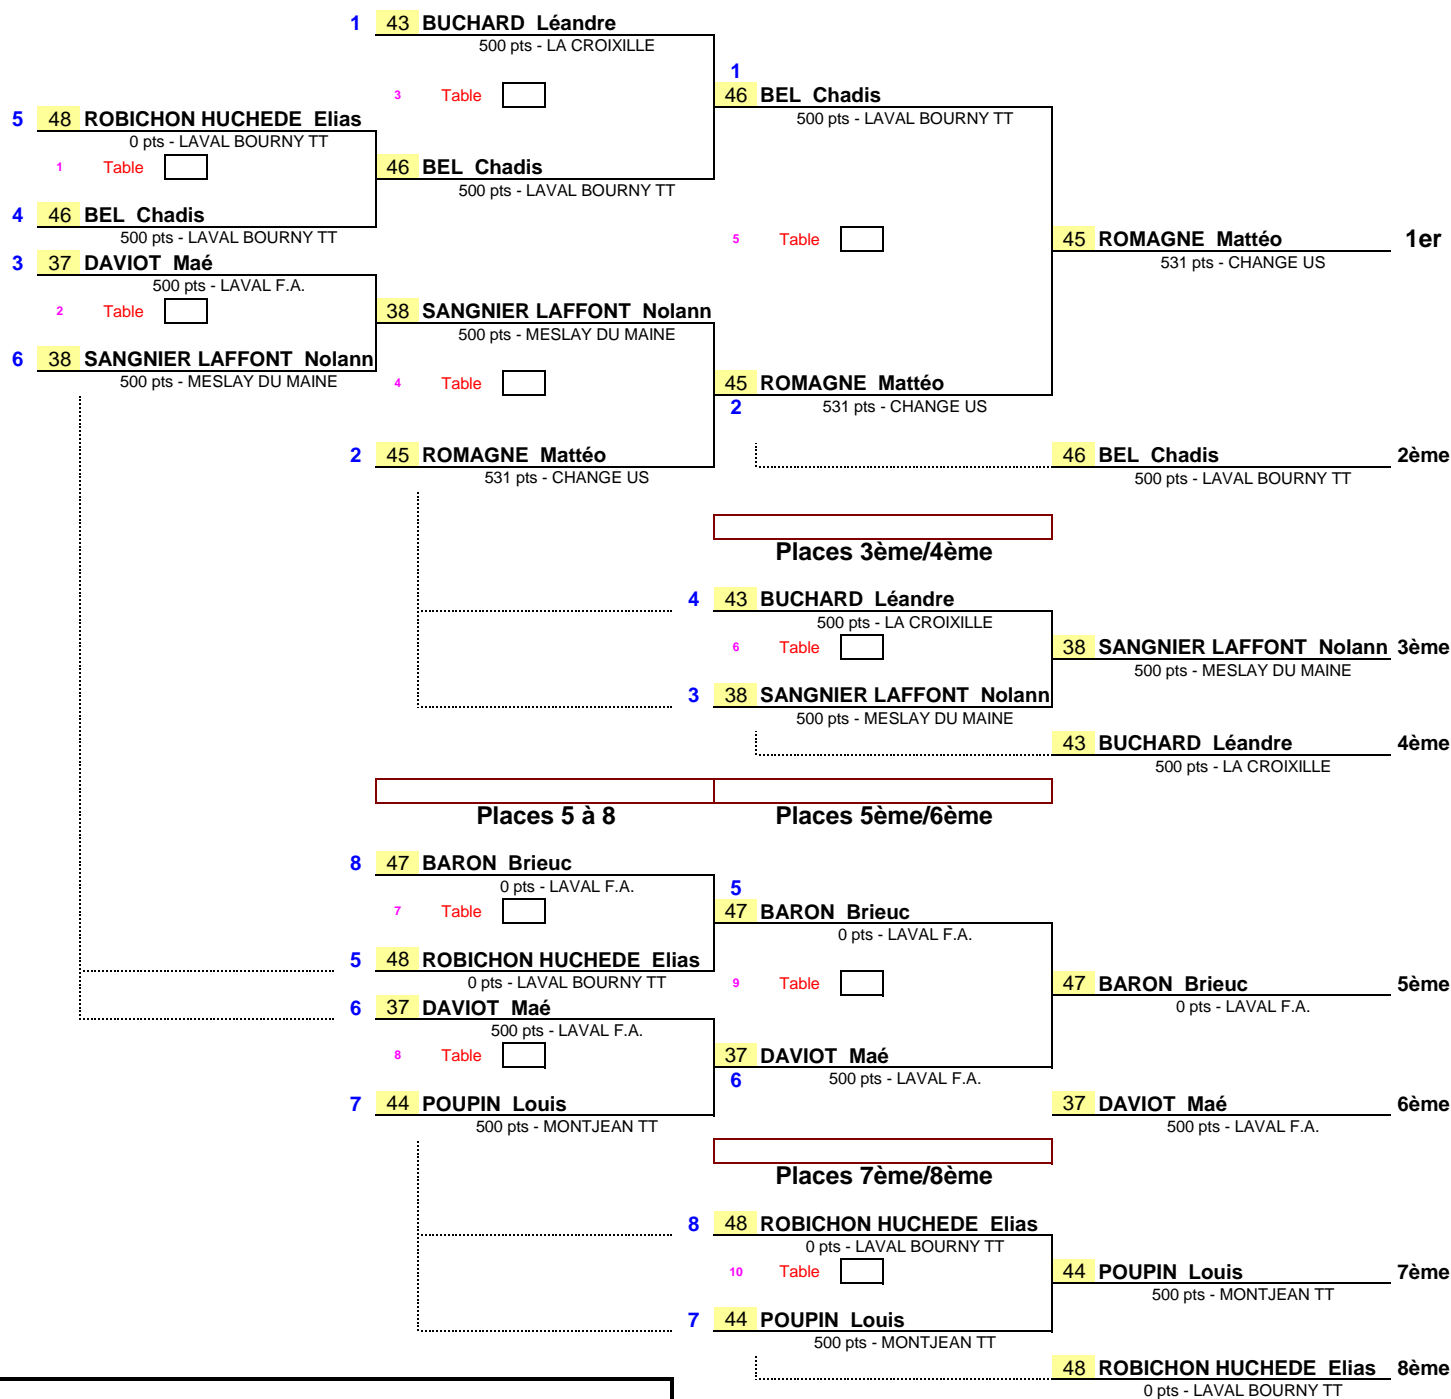 1 43 BUCHARD Léandre
500 pts - LA CROIXILLE
1
3 Table
46 BEL Chadis
500 pts - LAVAL BOURNY TT
5 48 ROBICHON HUCHEDE Elias
0 pts - LAVAL BOURNY TT
1 Table
46 BEL Chadis
500 pts - LAVAL BOURNY TT
4 46 BEL Chadis
500 pts - LAVAL BOURNY TT
5 Table
45 ROMAGNE Mattéo 1er
531 pts - CHANGE US
3 37 DAVIOT Maé
500 pts - LAVAL F.A.
2 Table
38 SANGNIER LAFFONT Nolann
500 pts - MESLAY DU MAINE
6 38 SANGNIER LAFFONT Nolann
500 pts - MESLAY DU MAINE
4 Table
45 ROMAGNE Mattéo
2 531 pts - CHANGE US
2 45 ROMAGNE Mattéo
531 pts - CHANGE US
46 BEL Chadis 2ème
500 pts - LAVAL BOURNY TT
Places 3ème/4ème
4 43 BUCHARD Léandre
500 pts - LA CROIXILLE
6 Table
38 SANGNIER LAFFONT Nolann 3ème
500 pts - MESLAY DU MAINE
3 38 SANGNIER LAFFONT Nolann
500 pts - MESLAY DU MAINE
43 BUCHARD Léandre 4ème
500 pts - LA CROIXILLE
Places 5 à 8 Places 5ème/6ème
8 47 BARON Brieuc
0 pts - LAVAL F.A.
5
7 Table
47 BARON Brieuc
0 pts - LAVAL F.A.
5 48 ROBICHON HUCHEDE Elias
0 pts - LAVAL BOURNY TT
9 Table
47 BARON Brieuc 5ème
0 pts - LAVAL F.A.
6 37 DAVIOT Maé
500 pts - LAVAL F.A.
8 Table
37 DAVIOT Maé
6 500 pts - LAVAL F.A.
7 44 POUPIN Louis
500 pts - MONTJEAN TT
37 DAVIOT Maé 6ème
500 pts - LAVAL F.A.
Places 7ème/8ème
8 48 ROBICHON HUCHEDE Elias
0 pts - LAVAL BOURNY TT
10 Table
44 POUPIN Louis 7ème
500 pts - MONTJEAN TT
7 44 POUPIN Louis
500 pts - MONTJEAN TT
48 ROBICHON HUCHEDE Elias 8ème
0 pts - LAVAL BOURNY TT